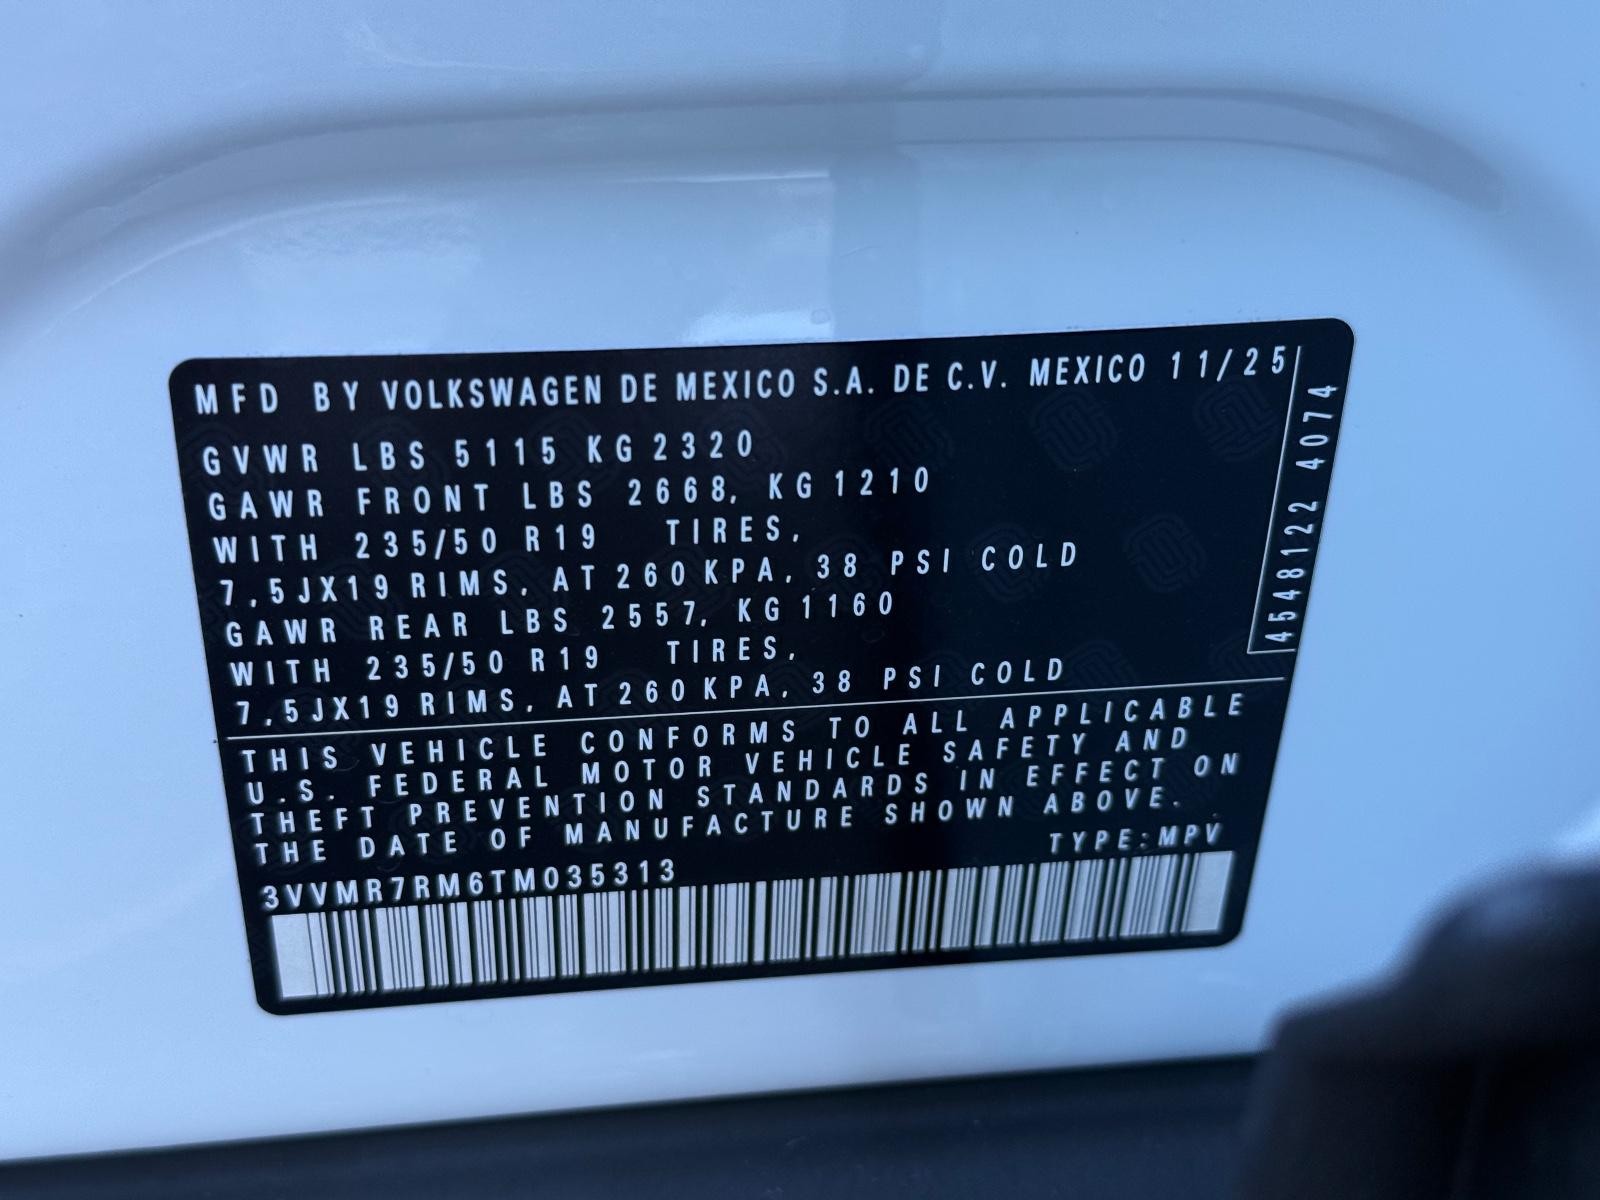 MFD BY VOLKSWAGEN DE MEXICO S.A. DE C.V. MEXICO 11/25
GVWR LBS 5115 KG 2320
GAWR FRONT LBS 2668, KG 1210
WITH 235/50 R19 TIRES,
7,5JX19 RIMS, AT 260 KPA, 38 PSI COLD
GAWR REAR LBS 2557, KG 1160
WITH 235/50 R19 TIRES,
7,5JX19 RIMS, AT 260 KPA, 38 PSI COLD
4548122 4074
THIS VEHICLE CONFORMS TO ALL APPLICABLE
U.S. FEDERAL MOTOR VEHICLE SAFETY AND
THEFT PREVENTION STANDARDS IN EFFECT ON
THE DATE OF MANUFACTURE SHOWN ABOVE.
TYPE:MPV
3VVMR7RM6TM035313